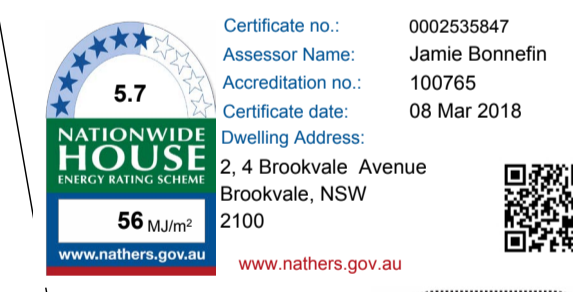 5.7
NATIONWIDE
HOUSE
ENERGY RATING SCHEME
56 MJ/m²
www.nathers.gov.au
Certificate no.: 0002535847
Assessor Name: Jamie Bonnefin
Accreditation no.: 100765
Certificate date: 08 Mar 2018
Dwelling Address:
2, 4 Brookvale Avenue
Brookvale, NSW
2100
www.nathers.gov.au